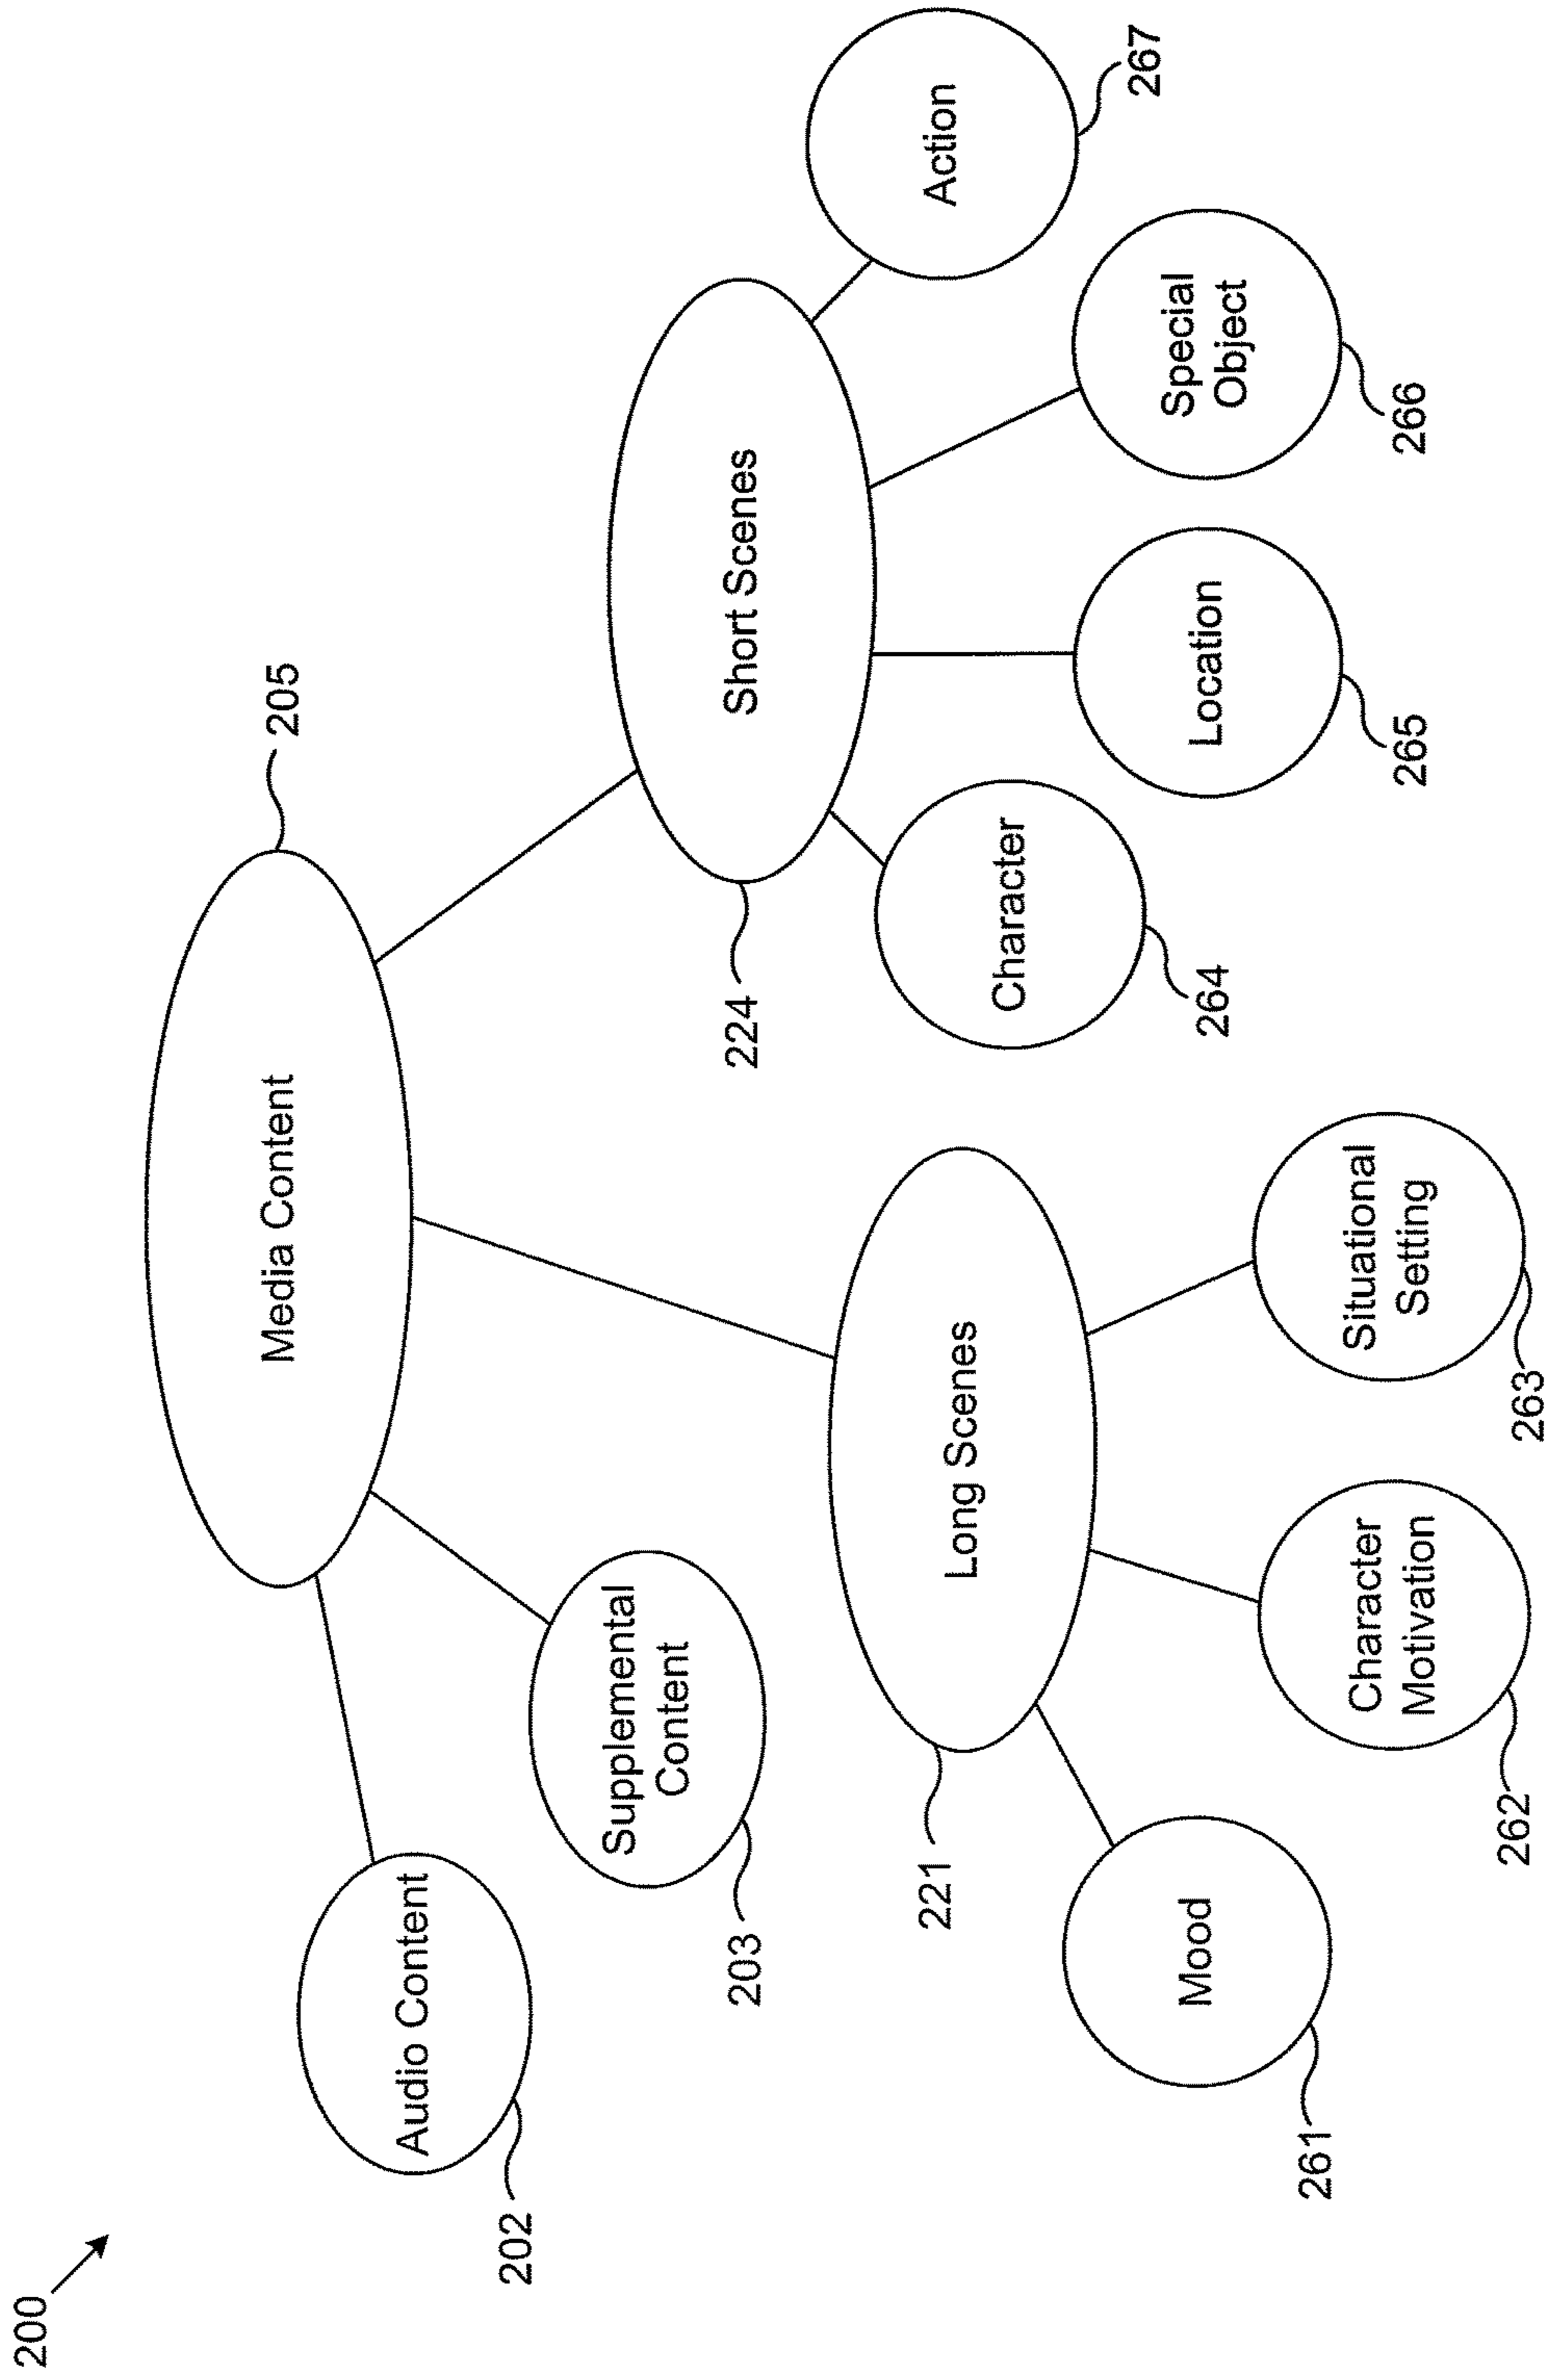 200
Media Content
205
Audio Content
202
Supplemental
Content
203
Short Scenes
224
Long Scenes
221
Mood
261
Character
Motivation
262
Situational
Setting
263
Character
264
Location
265
Special
Object
266
Action
267